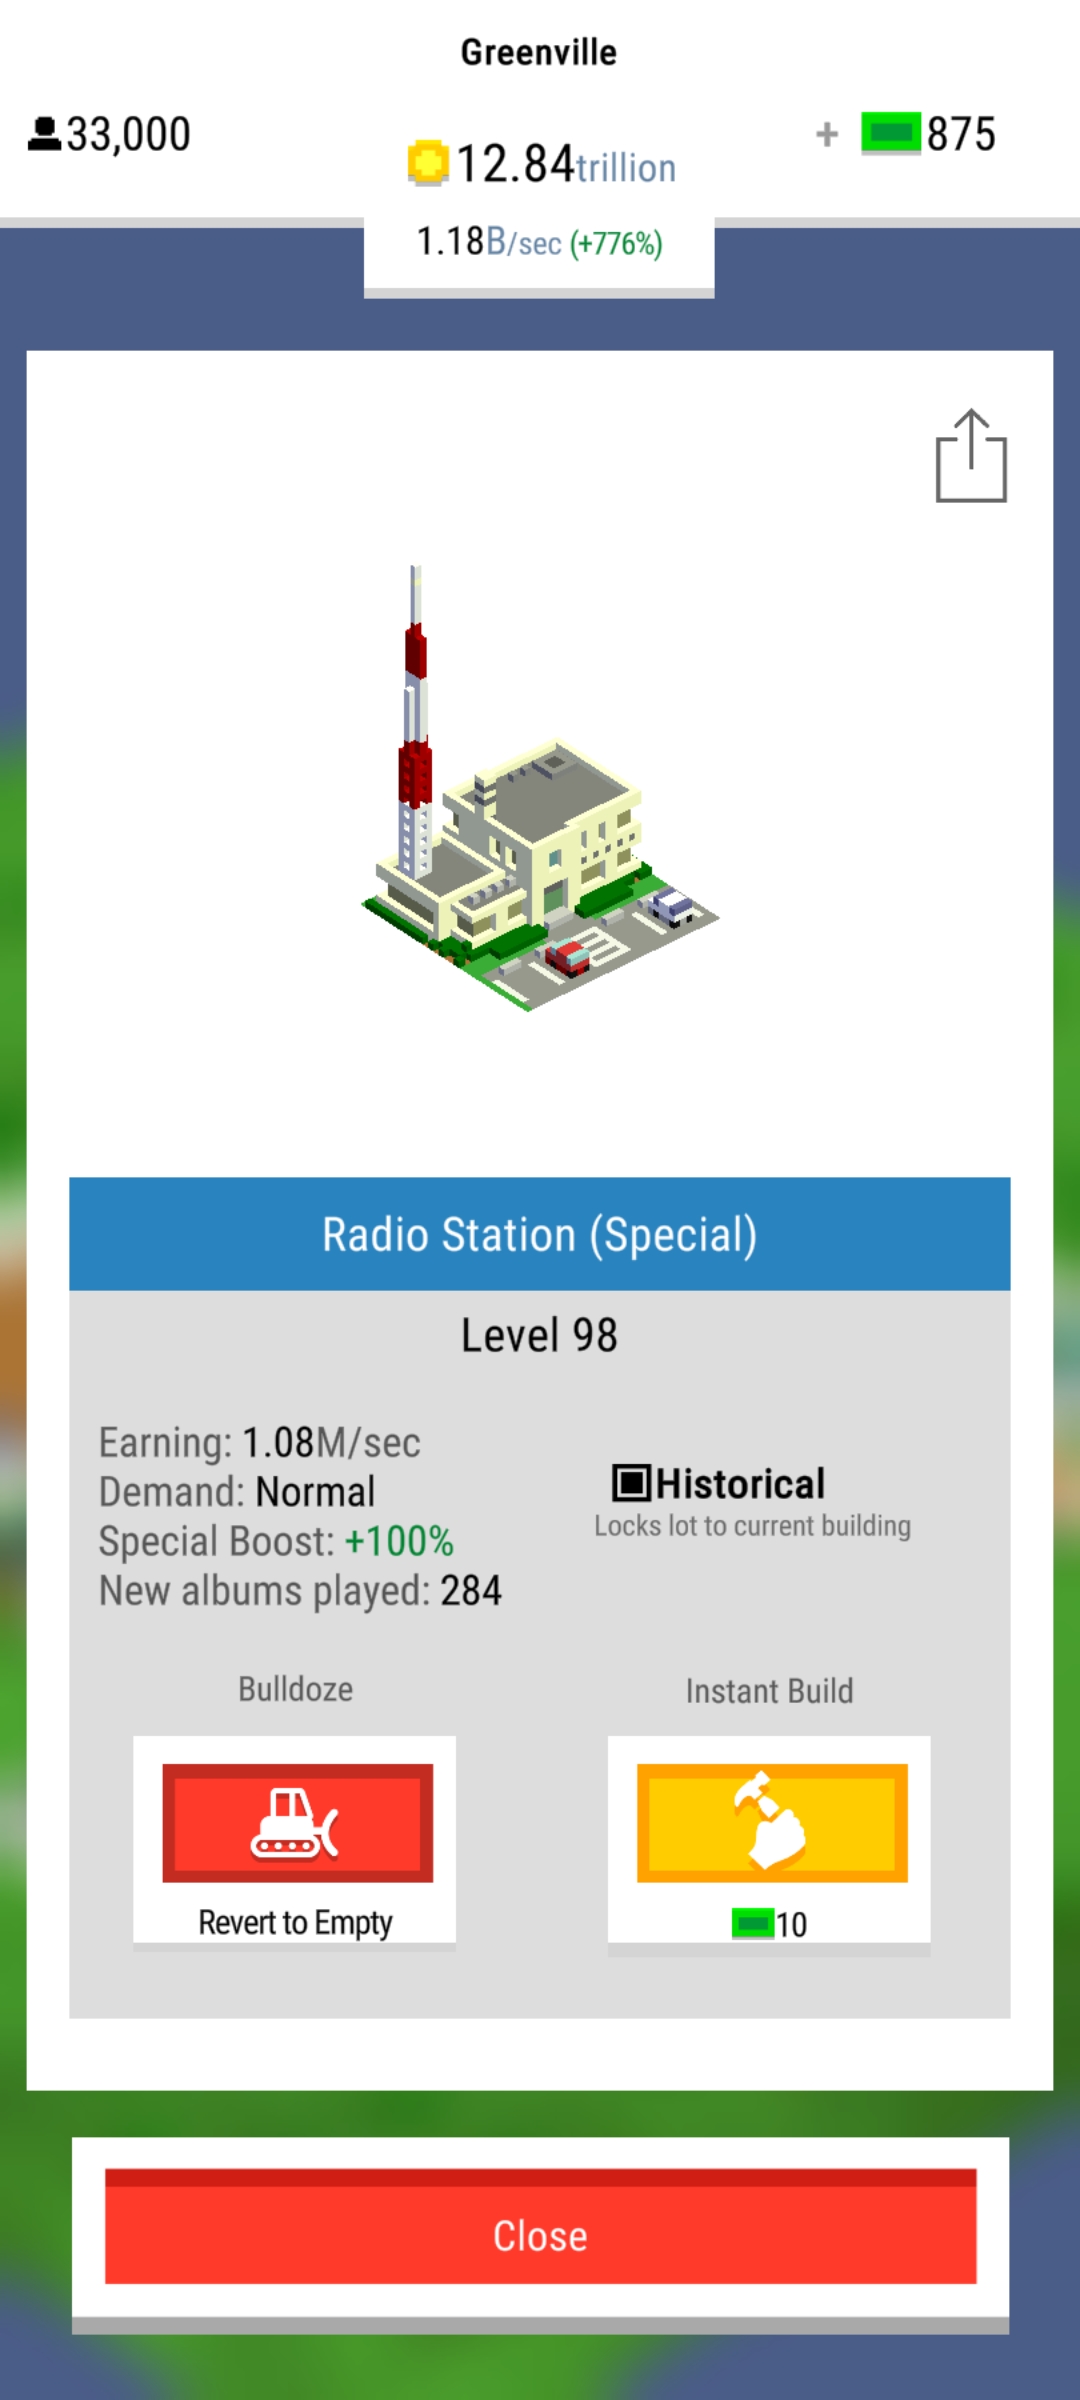 Greenville
33,000
12.84trillion
+ 875
1.18B/sec (+776%)
Radio Station (Special)
Level 98
Earning: 1.08M/sec
Demand: Normal
Special Boost: +100%
New albums played: 284
Historical
Locks lot to current building
Bulldoze
Revert to Empty
Instant Build
10
Close